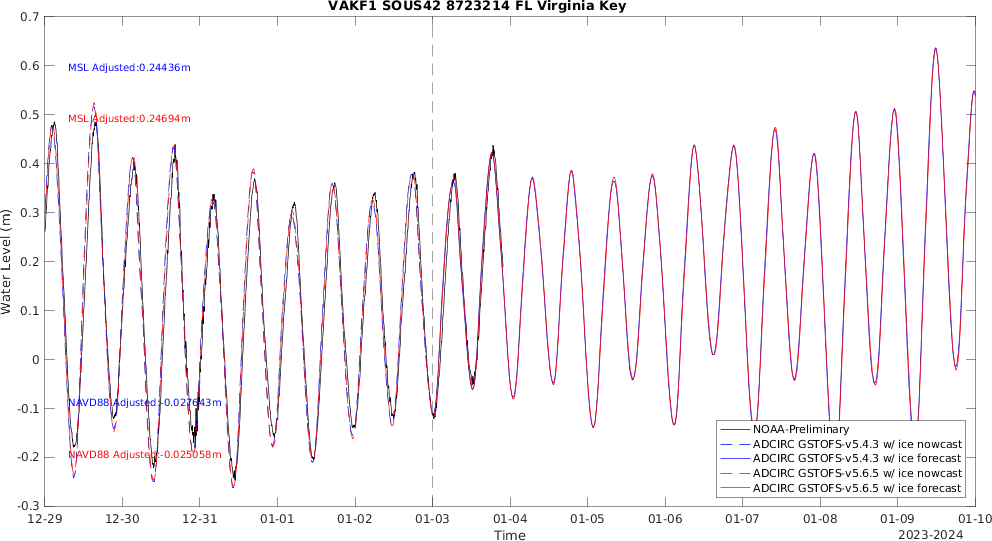 VAKF1 SOUS42 8723214 FL Virginia Key
0.7
0.6
0.5
0.4
0.3
0.2
0.1
0
-0.1
-0.2
-0.3
Water Level (m)
MSL Adjusted:0.24436m
MSL Adjusted:0.24694m
NAVD88 Adjusted:-0.027643m
NAVD88 Adjusted:-0.025058m
NOAA-Preliminary
ADCIRC GSTOFS-v5.4.3 w/ ice nowcast
ADCIRC GSTOFS-v5.4.3 w/ ice forecast
ADCIRC GSTOFS-v5.6.5 w/ ice nowcast
ADCIRC GSTOFS-v5.6.5 w/ ice forecast
12-29 12-30 12-31 01-01 01-02 01-03 01-04 01-05 01-06 01-07 01-08 01-09 01-10
Time
2023-2024